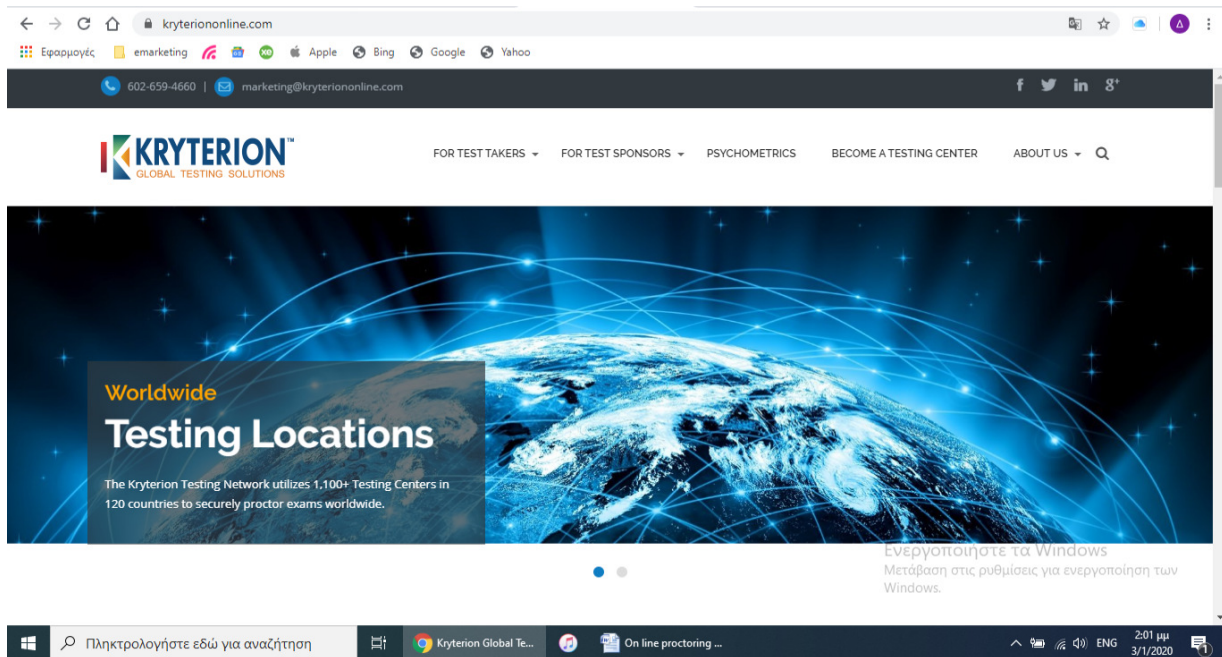 kryteriononline.com
Εφαρμογές emarketing Apple Bing Google Yahoo
602-659-4660 | marketing@kryteriononline.com
f in g+
KRYTERION™
GLOBAL TESTING SOLUTIONS
FOR TEST TAKERS FOR TEST SPONSORS PSYCHOMETRICS BECOME A TESTING CENTER ABOUT US
Worldwide
Testing Locations
The Kryterion Testing Network utilizes 1,100+ Testing Centers in
120 countries to securely proctor exams worldwide.
Ενεργοποιήστε τα Windows
Μετάβαση στις ρυθμίσεις για ενεργοποίηση των
Windows.
Πληκτρολογήστε εδώ για αναζήτηση Kryterion Global Te... On line proctoring ... ENG 2:01 μμ
3/1/2020